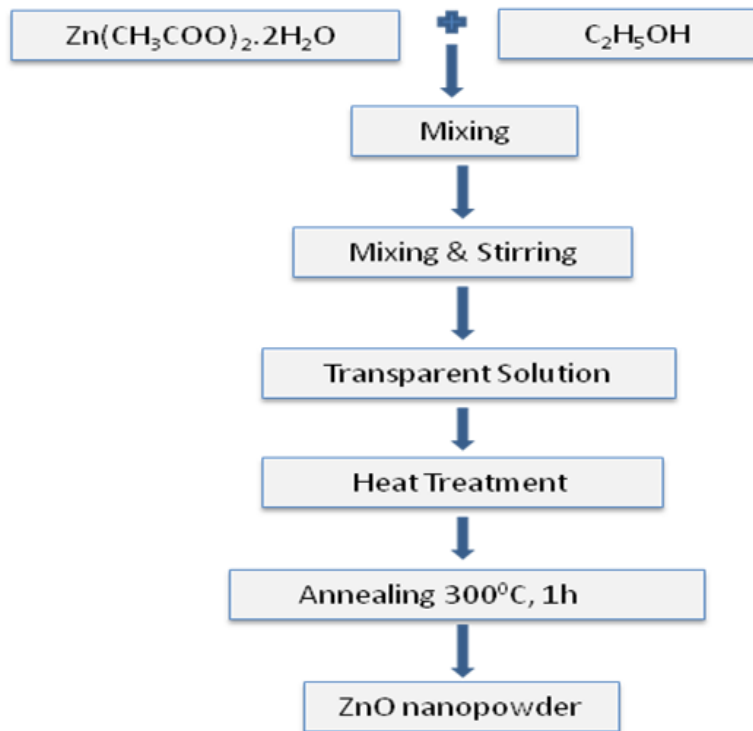 Zn(CH₃COO)₂.2H₂O
C₂H₅OH
Mixing
Mixing & Stirring
Transparent Solution
Heat Treatment
Annealing 300⁰C, 1h
ZnO nanopowder